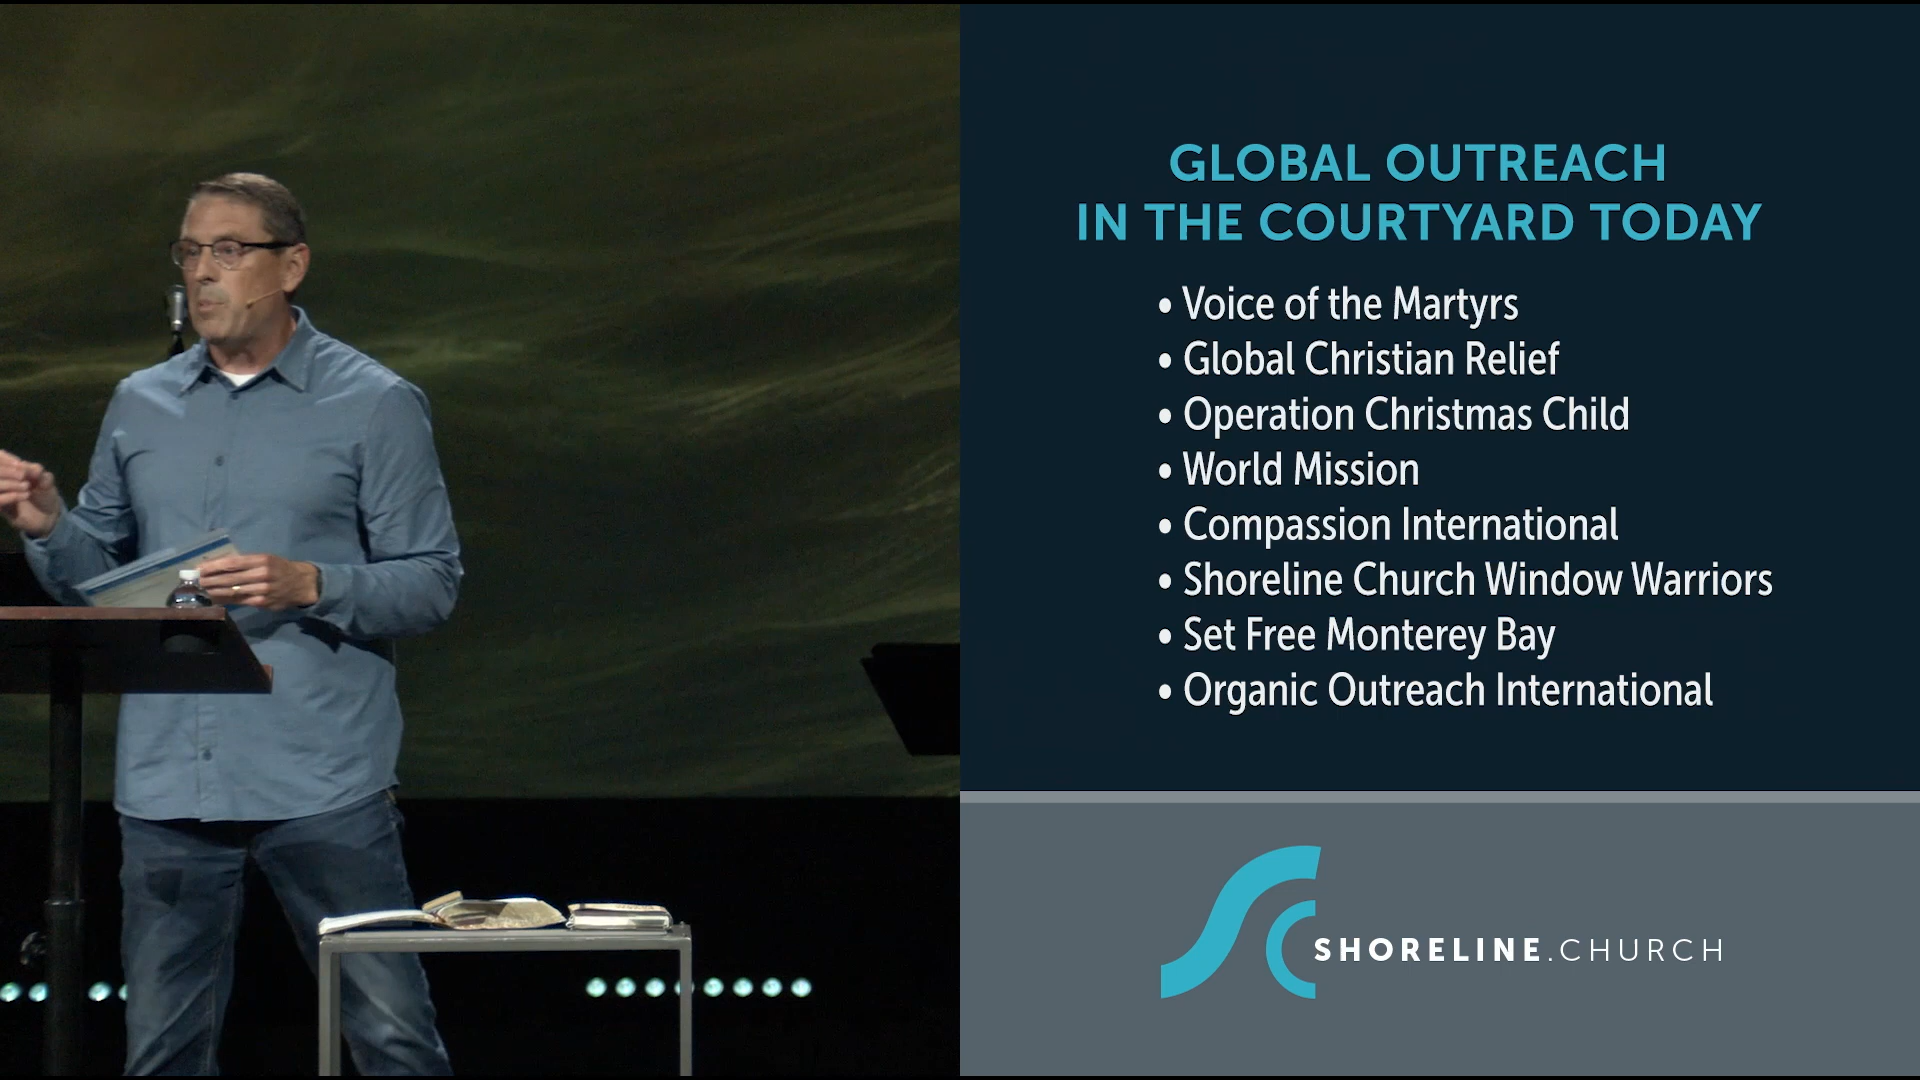 GLOBAL OUTREACH
IN THE COURTYARD TODAY
• Voice of the Martyrs
• Global Christian Relief
• Operation Christmas Child
• World Mission
• Compassion International
• Shoreline Church Window Warriors
• Set Free Monterey Bay
• Organic Outreach International
SHORELINE.CHURCH